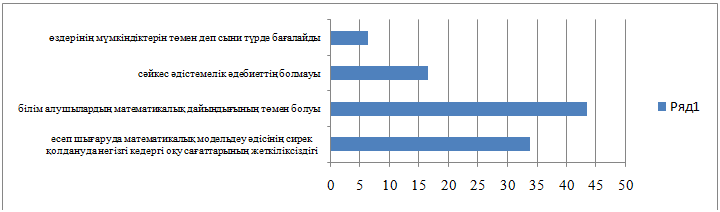 өздерінің мүмкіндіктерін төмен деп сыни түрде бағалайды
сәйкес әдістемелік әдебиеттің болмауы
білім алушылардың математикалық дайындығының төмен болуы
есеп шығаруда математикалық модельдеу әдісінің сирек
қолдануда негізгі кедергі оқу сағаттарының жеткіліксіздігі
Ряд1
0 5 10 15 20 25 30 35 40 45 50